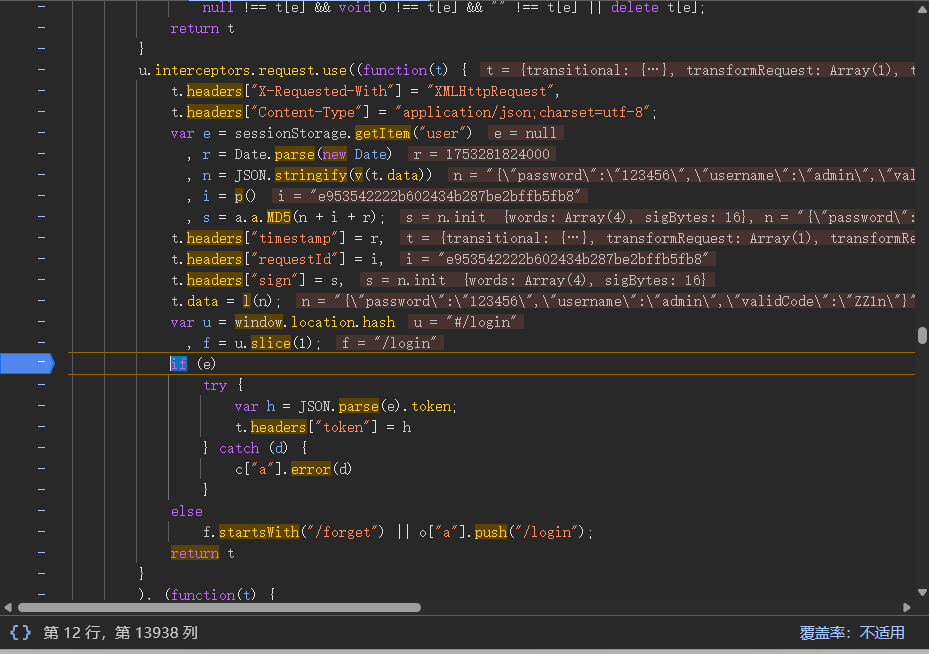 null !== t[e] && void 0 !== t[e] && "" !== t[e] || delete t[e];
return t
}
u.interceptors.request.use((function(t) { t = {transitional: {…}, transformRequest: Array(1), t
t.headers["X-Requested-With"] = "XMLHttpRequest",
t.headers["Content-Type"] = "application/json;charset=utf-8";
var e = sessionStorage.getItem("user") e = null
, r = Date.parse(new Date) r = 1753281824000
, n = JSON.stringify(v(t.data)) n = "{\"password\":\"123456\",\"username\":\"admin\",\"val
, i = p() i = "e953542222b602434b287be2bffb5fb8"
, s = a.a.MD5(n + i + r); s = n.init {words: Array(4), sigBytes: 16}, n = "{\"password\":
t.headers["timestamp"] = r, t = {transitional: {…}, transformRequest: Array(1), transformRe
t.headers["requestId"] = i, i = "e953542222b602434b287be2bffb5fb8"
t.headers["sign"] = s, s = n.init {words: Array(4), sigBytes: 16}
t.data = l(n); n = "{\"password\":\"123456\",\"username\":\"admin\",\"validCode\":\"ZZ1n\"}"
var u = window.location.hash u = "#/login"
, f = u.slice(1); f = "/login"
if (e)
try {
var h = JSON.parse(e).token;
t.headers["token"] = h
} catch (d) {
c["a"].error(d)
}
else
f.startsWith("/forget") || o["a"].push("/login");
return t
}
), (function(t) {
{} 第 12 行，第 13938 列 覆盖率：不适用